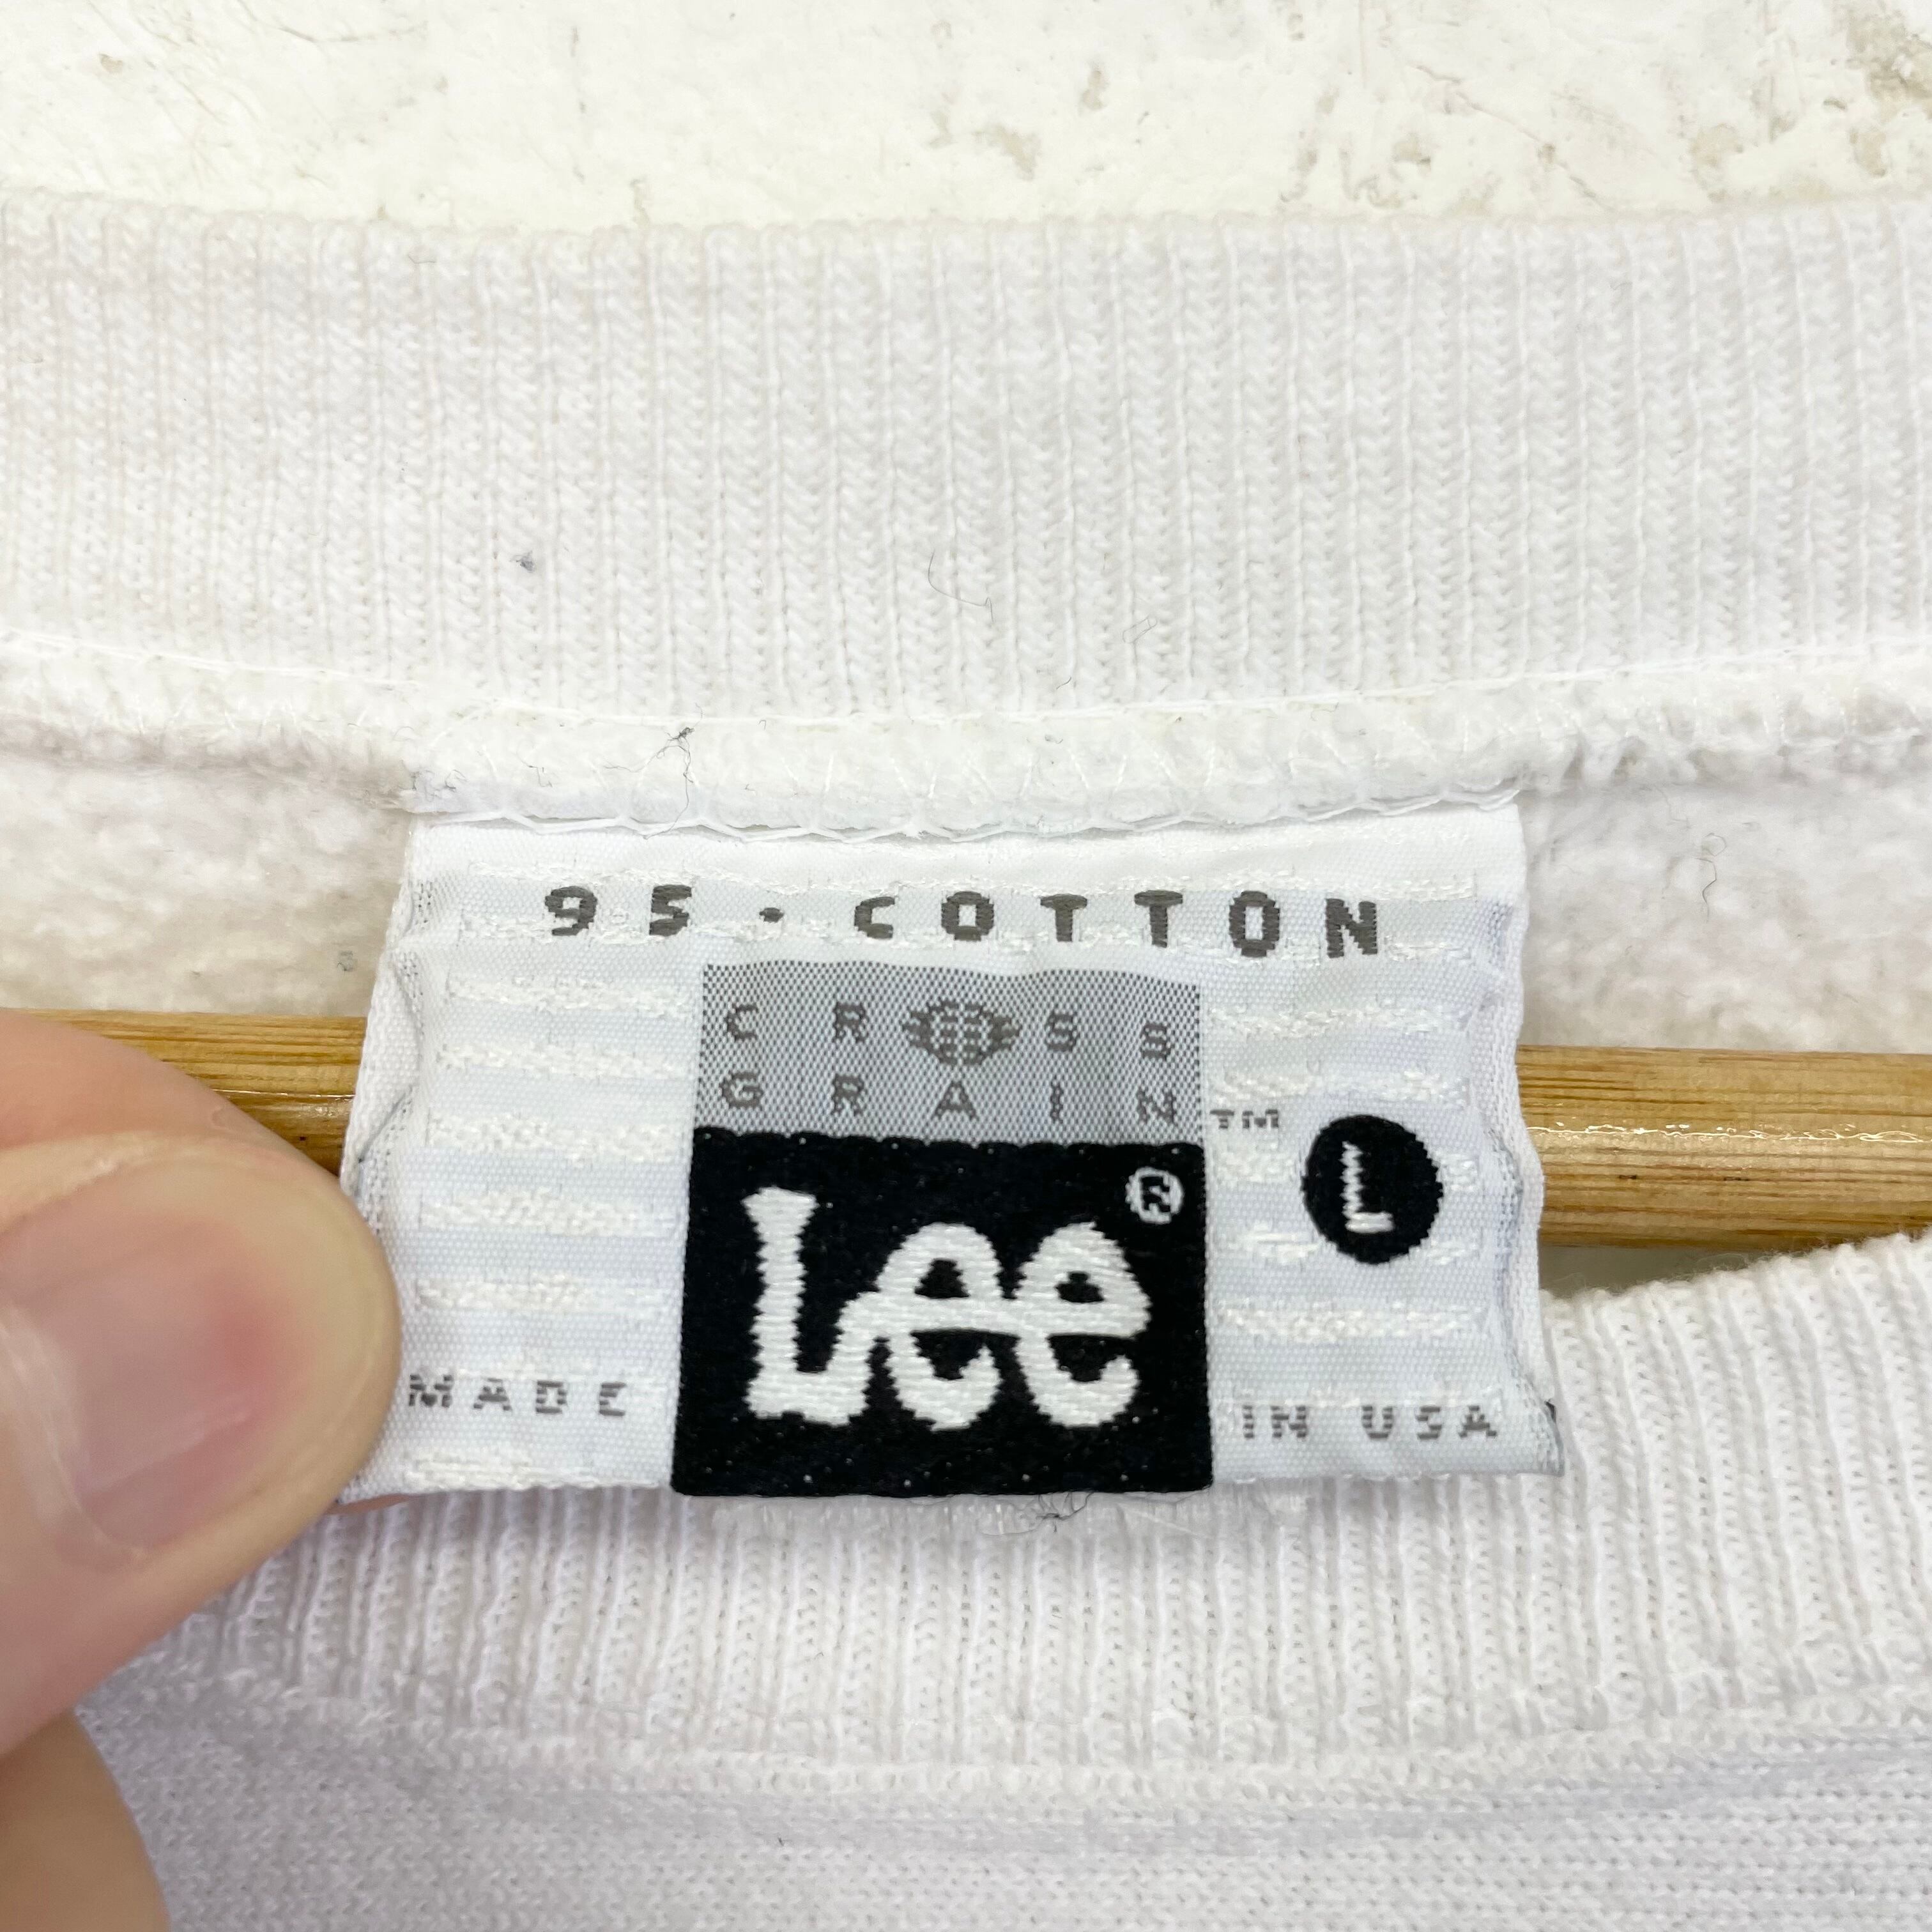 95 • COTTON
CROSS
GRAIN ™
L
Lee®
MADE IN USA